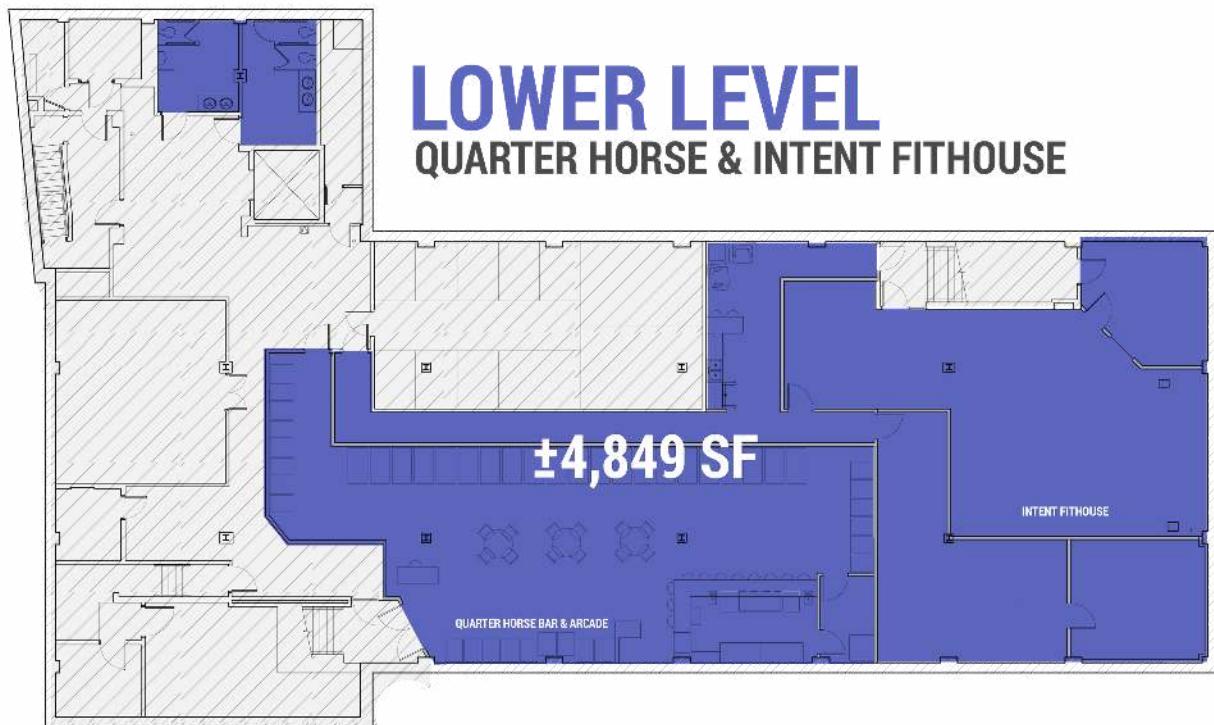 LOWER LEVEL
QUARTER HORSE & INTENT FITHOUSE
±4,849 SF
INTENT FITHOUSE
QUARTER HORSE BAR & ARCADE